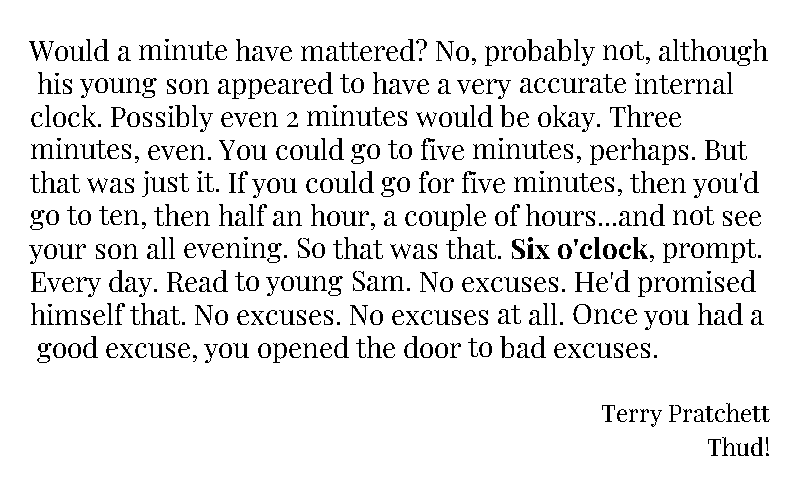 Would a minute have mattered? No, probably not, although
his young son appeared to have a very accurate internal
clock. Possibly even 2 minutes would be okay. Three
minutes, even. You could go to five minutes, perhaps. But
that was just it. If you could go for five minutes, then you'd
go to ten, then half an hour, a couple of hours...and not see
your son all evening. So that was that. Six o'clock, prompt.
Every day. Read to young Sam. No excuses. He'd promised
himself that. No excuses. No excuses at all. Once you had a
good excuse, you opened the door to bad excuses.
Terry Pratchett
Thud!